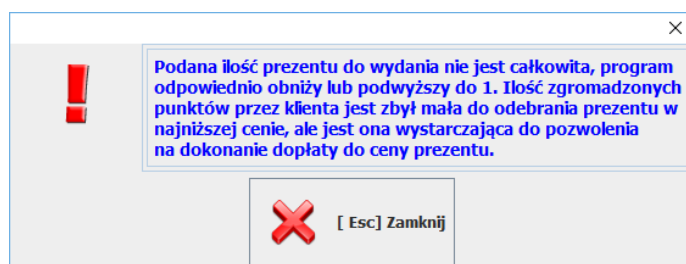 Podana ilość prezentu do wydania nie jest całkowita, program
odpowiednio obniży lub podwyższy do 1. Ilość zgromadzonych
punktów przez klienta jest zbył mała do odebrania prezentu w
najniższej cenie, ale jest ona wystarczająca do pozwolenia
na dokonanie dopłaty do ceny prezentu.
[ Esc] Zamknij